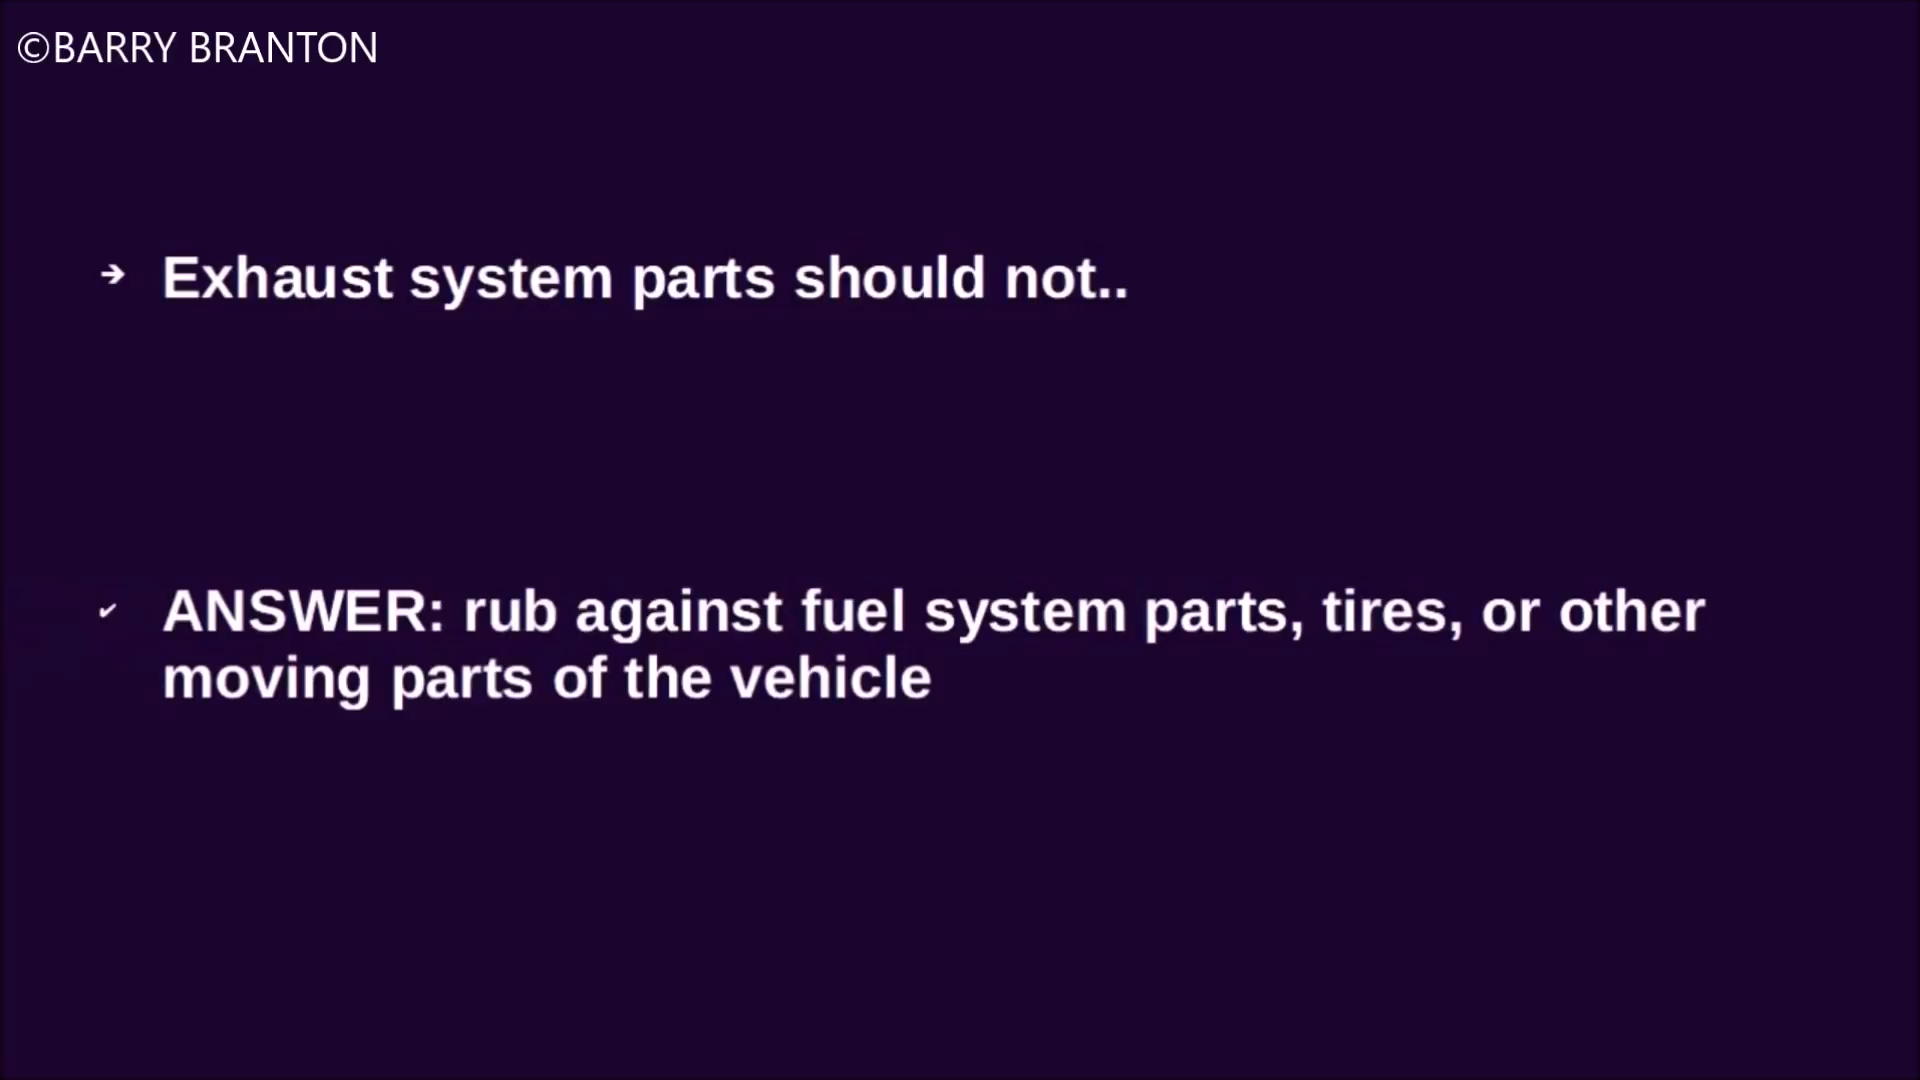 ©BARRY BRANTON
➔ Exhaust system parts should not..
✔ ANSWER: rub against fuel system parts, tires, or other
moving parts of the vehicle